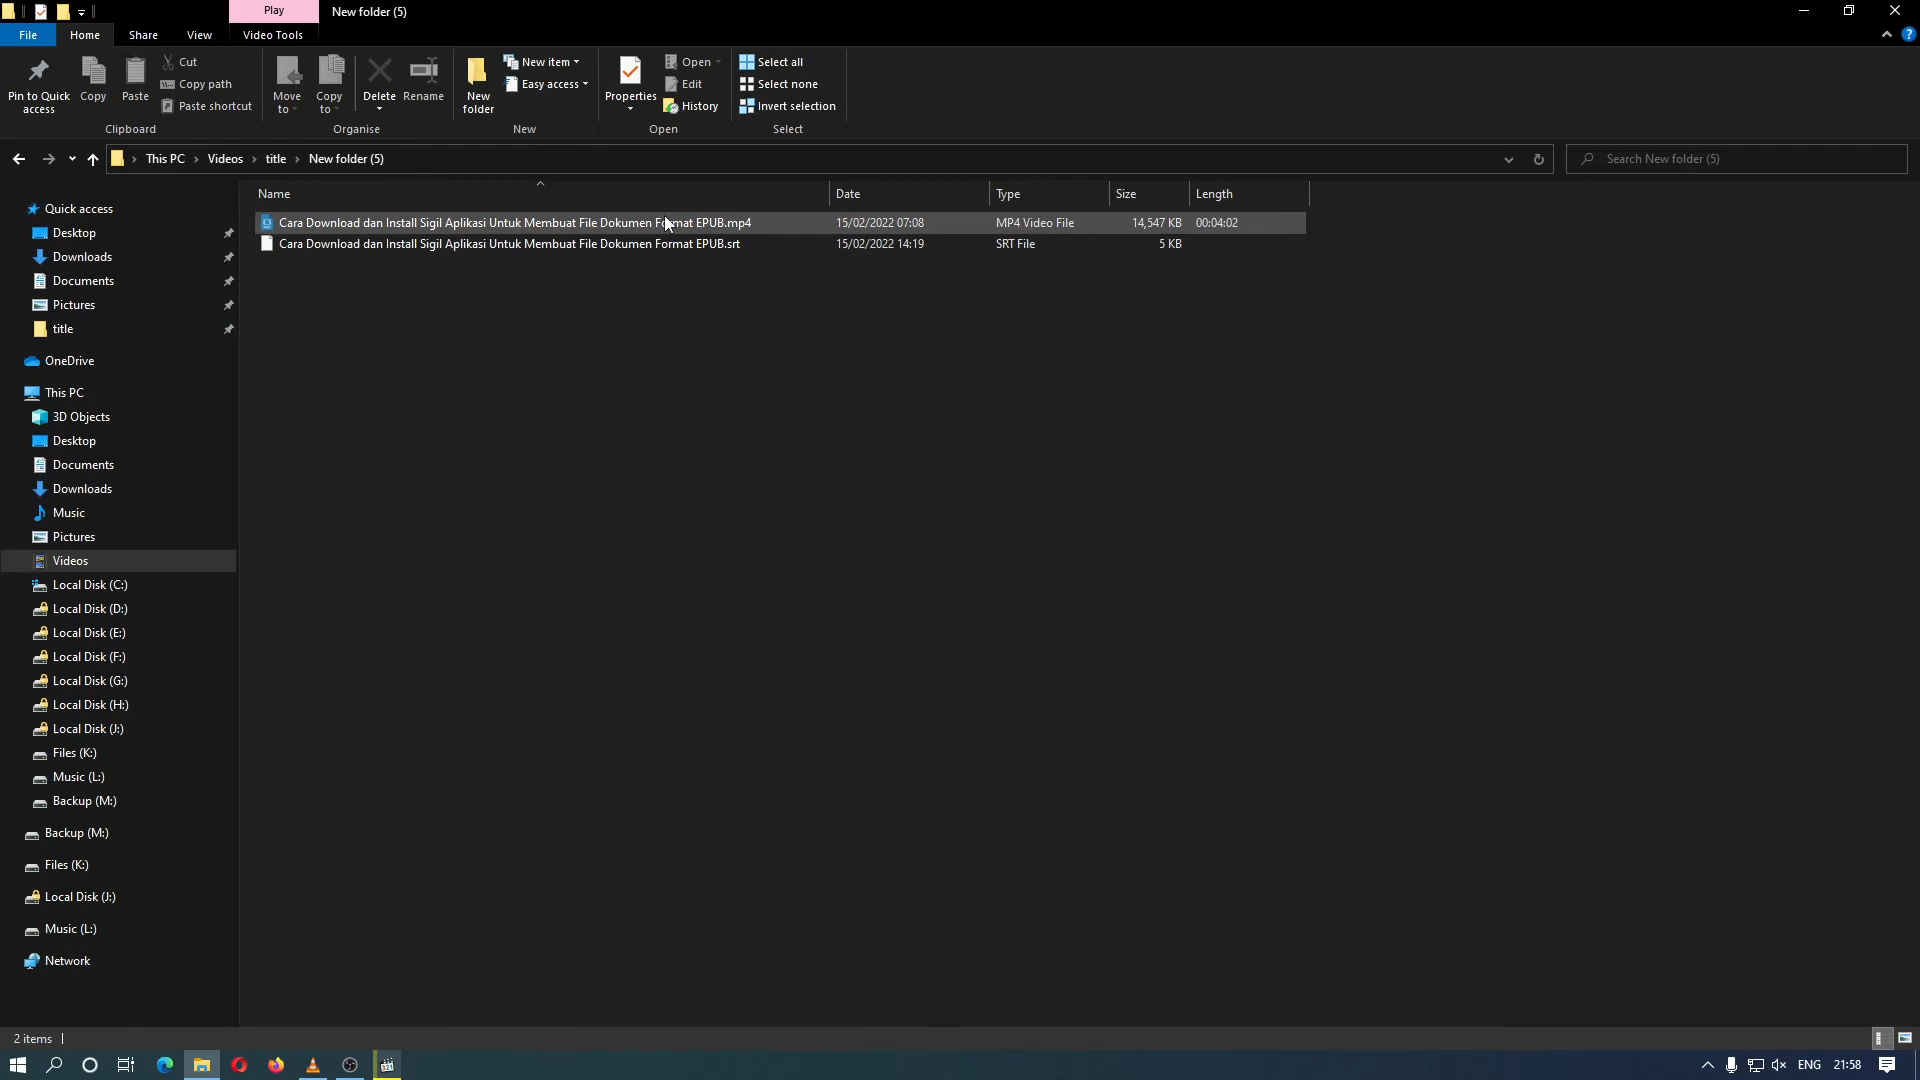 Play
New folder (5)
File
Home
Share
View
Video Tools
Pin to Quick access
Copy
Paste
Cut
Copy path
Paste shortcut
Clipboard
Move to
Copy to
Delete
Rename
Organise
New folder
New item
Easy access
New
Properties
Open
Edit
History
Open
Select all
Select none
Invert selection
Select
This PC > Videos > title > New folder (5)
Search New folder (5)
Name Date Type Size Length
Cara Download dan Install Sigil Aplikasi Untuk Membuat File Dokumen Format EPUB.mp4 15/02/2022 07:08 MP4 Video File 14,547 KB 00:04:02
Cara Download dan Install Sigil Aplikasi Untuk Membuat File Dokumen Format EPUB.srt 15/02/2022 14:19 SRT File 5 KB
Quick access
Desktop
Downloads
Documents
Pictures
title
OneDrive
This PC
3D Objects
Desktop
Documents
Downloads
Music
Pictures
Videos
Local Disk (C:)
Local Disk (D:)
Local Disk (E:)
Local Disk (F:)
Local Disk (G:)
Local Disk (H:)
Local Disk (J:)
Files (K:)
Music (L:)
Backup (M:)
Backup (M:)
Files (K:)
Local Disk (J:)
Music (L:)
Network
2 items
ENG 21:58